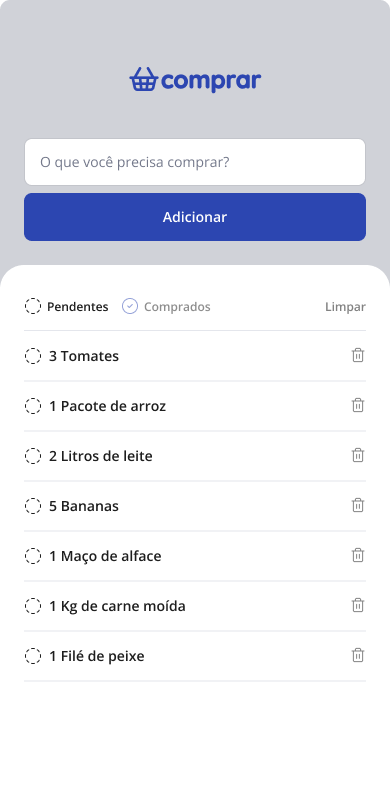 comprar
O que você precisa comprar?
Adicionar
Pendentes Comprados Limpar
3 Tomates
1 Pacote de arroz
2 Litros de leite
5 Bananas
1 Maço de alface
1 Kg de carne moída
1 Filé de peixe